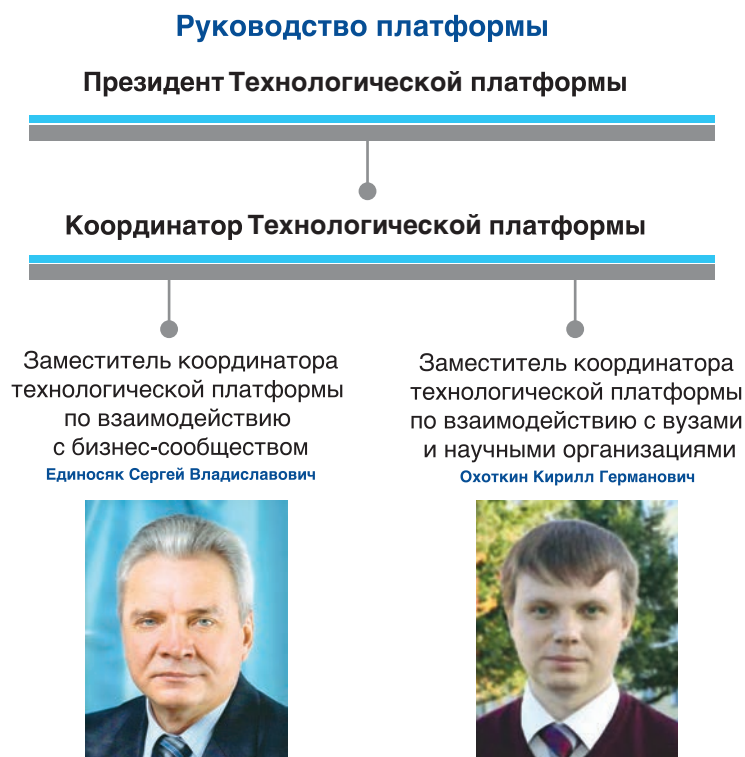 Руководство платформы
Президент Технологической платформы
Координатор Технологической платформы
Заместитель координатора
технологической платформы
по взаимодействию
с бизнес-сообществом
Единосяк Сергей Владиславович
Заместитель координатора
технологической платформы
по взаимодействию с вузами
и научными организациями
Охоткин Кирилл Германович